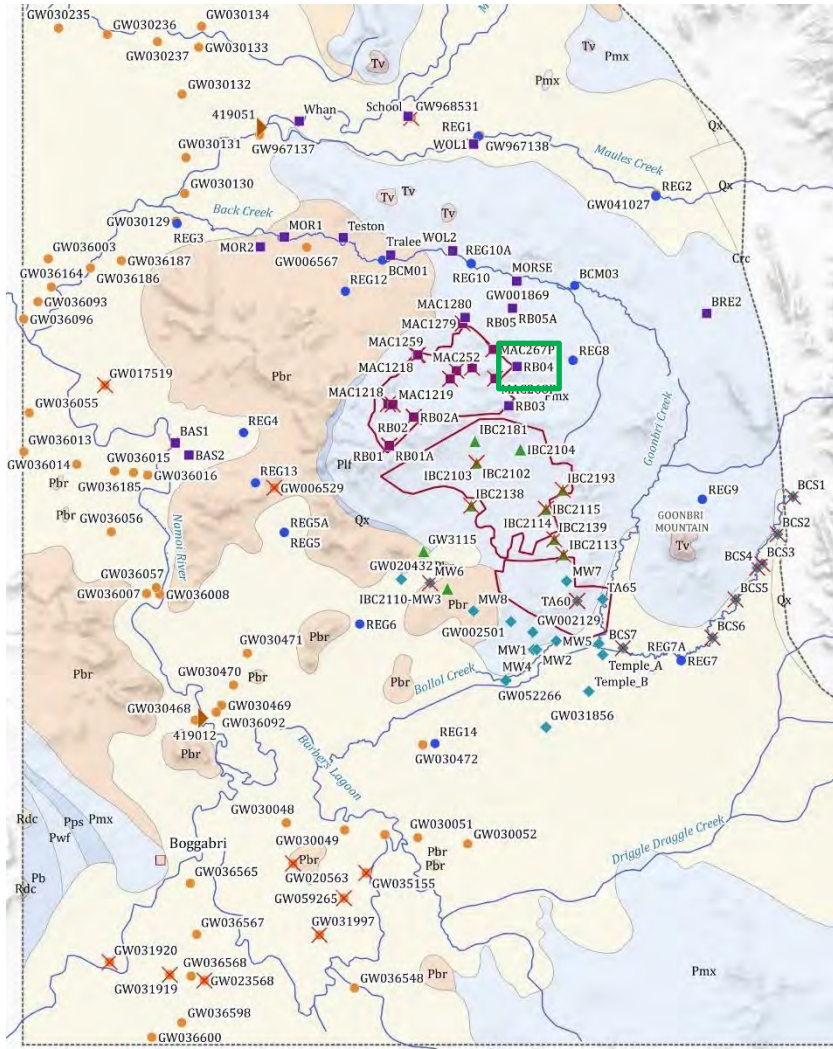 GW030235
GW030236
GW030134
GW030237
GW030133
Tv
Pmx
Tv
Pmx
GW030132
419051
Whan
School
GW968531
REG1
Qx
GW967137
WOL1
GW967138
GW030131
Maules Creek
Qx
REG2
GW030130
Tv
Tv
GW041027
Back Creek
Tv
GW030129
REG3
MOR1
Teston
WOL2
GW036003
MOR2
Tralee
REG10A
GW036187
GW006567
BCM01
REG10
MORSE
BCM03
Crc
GW036164
GW036186
REG12
GW036093
MAC1280
GW001869
BRE2
GW036096
MAC1279
RB05
RB05A
MAC1259
MAC267P
REG8
GW017519
MAC1218
MAC252
RB04
Pbr
Pmx
GW036055
MAC1218
MAC1219
RB03
BAS1
REG4
RB02
RB02A
Goonbri Creek
GW036013
BAS2
RB01
RB01A
IBC2181
IBC2104
GW036014
GW036015
Plf
IBC2103
IBC2102
Pbr
GW036185
GW036016
REG13
GW006529
IBC2193
REG9
BCS1
Pbr
IBC2138
IBC2115
GOONBRI
MOUNTAIN
Qx
GW036056
REG5A
IBC2114
IBC2139
BCS2
Tv
Namoi River
REG5
GW3115
IBC2113
BCS4
BCS3
GW036057
GW020432
MW6
MW7
TA65
GW036007
GW036008
IBC2110-MW3
Pbr
MW8
TA60
BCS5
Qx
REG6
GW002501
GW002129
BCS6
GW030471
Pbr
MW1
MW5
BCS7
REG7A
MW4
MW2
Temple_A
REG7
GW030470
Pbr
Pbr
Bollol Creek
Temple_B
GW030468
GW030469
GW052266
GW036092
419012
GW031856
Pbr
Barbers Lagoon
REG14
GW030472
Rdc
Pps
Pmx
Pwf
GW030048
Boggabri
GW030049
GW030051
GW030052
Driggle Draggle Creek
Pb
Pbr
Pbr
Rdc
GW036565
GW020563
GW035155
Pbr
GW059265
GW036567
GW031997
GW031920
GW036568
Pbr
GW031919
GW023568
GW036548
Pmx
GW036598
GW036600